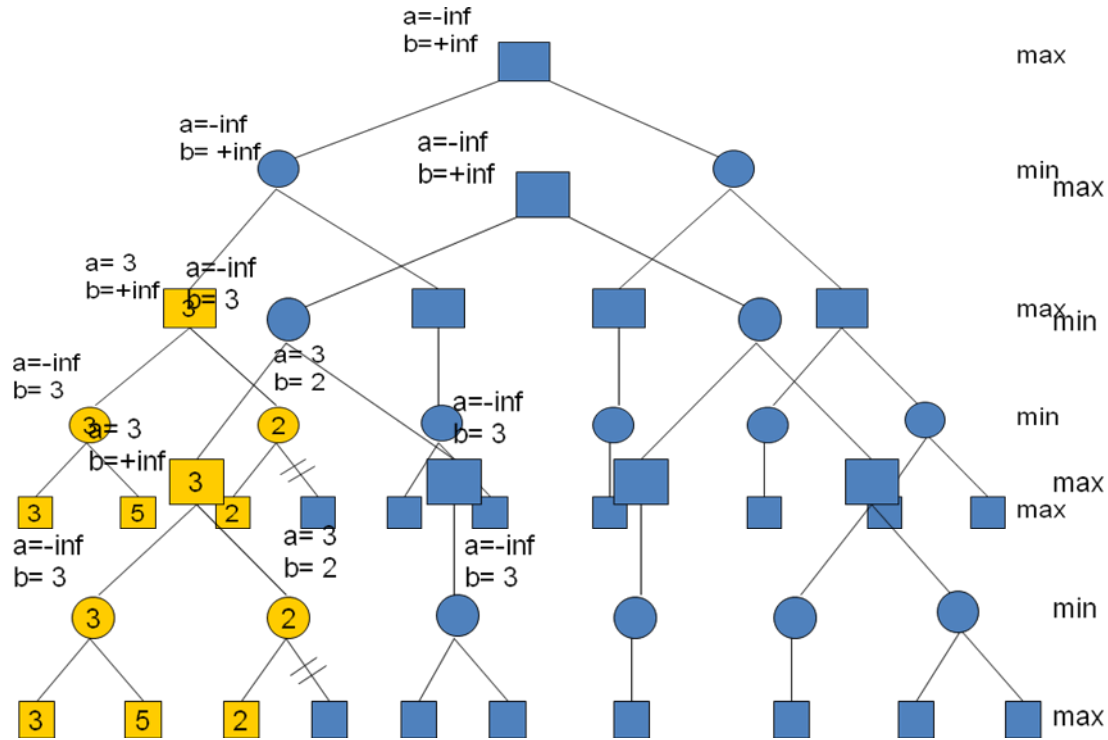 a=-inf
b=+inf
max
a=-inf
b= +inf
a=-inf
b=+inf
min
max
a= 3
b=+inf
a=-inf
b= 3
3
max
min
a=-inf
b= 3
a= 3
b= 2
3
2
a=-inf
b= 3
min
a= 3
b=+inf
3
max
3
5
2
max
a=-inf
b= 3
a= 3
b= 2
a=-inf
b= 3
3
2
min
3
5
2
max